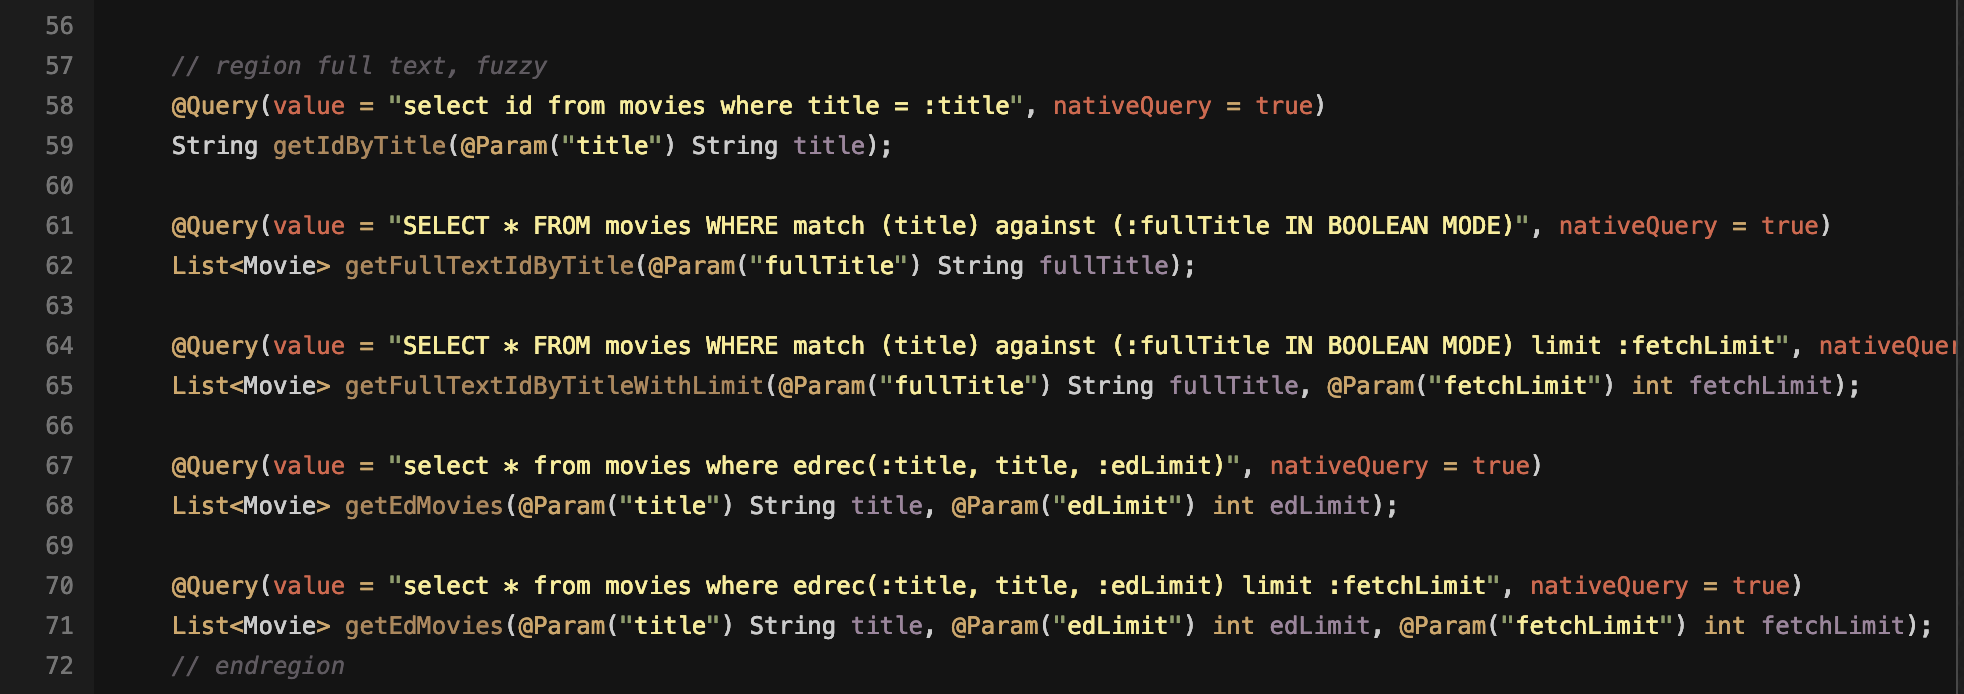 56
57 // region full text, fuzzy
58 @Query(value = "select id from movies where title = :title", nativeQuery = true)
59 String getIdByTitle(@Param("title") String title);
60
61 @Query(value = "SELECT * FROM movies WHERE match (title) against (:fullTitle IN BOOLEAN MODE)", nativeQuery = true)
62 List<Movie> getFullTextIdByTitle(@Param("fullTitle") String fullTitle);
63
64 @Query(value = "SELECT * FROM movies WHERE match (title) against (:fullTitle IN BOOLEAN MODE) limit :fetchLimit", nativeQuer
65 List<Movie> getFullTextIdByTitleWithLimit(@Param("fullTitle") String fullTitle, @Param("fetchLimit") int fetchLimit);
66
67 @Query(value = "select * from movies where edrec(:title, title, :edLimit)", nativeQuery = true)
68 List<Movie> getEdMovies(@Param("title") String title, @Param("edLimit") int edLimit);
69
70 @Query(value = "select * from movies where edrec(:title, title, :edLimit) limit :fetchLimit", nativeQuery = true)
71 List<Movie> getEdMovies(@Param("title") String title, @Param("edLimit") int edLimit, @Param("fetchLimit") int fetchLimit);
72 // endregion